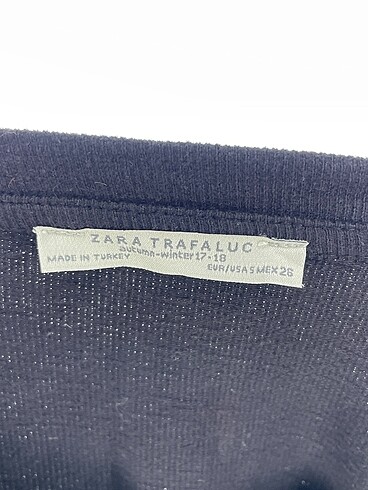 ZARA TRAFALUC
autumn-winter 17-18
MADE IN TURKEY
EUR/USA S MEX 26